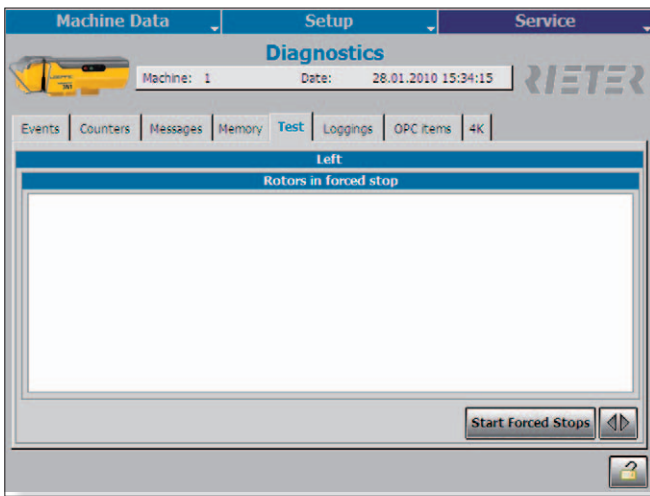 Machine Data Setup Service
Diagnostics
Machine: 1 Date: 28.01.2010 15:34:15
RIETER
Events Counters Messages Memory Test Loggings OPC items 4K
Left
Rotors in forced stop
Start Forced Stops